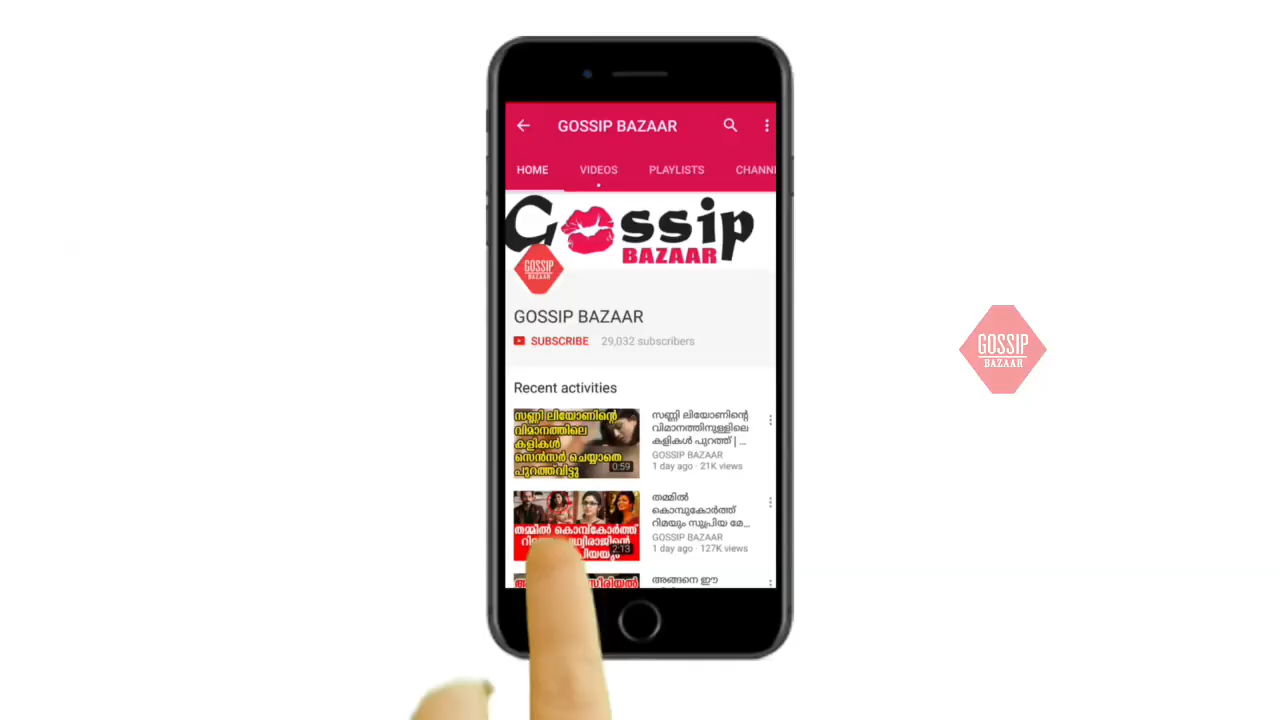 GOSSIP BAZAAR
HOME VIDEOS PLAYLISTS CHANN
Gossip
BAZAAR
GOSSIP
BAZAAR
GOSSIP BAZAAR
SUBSCRIBE 29,032 subscribers
Recent activities
സണ്ണി ലിയോണിന്റെ
വിമാനത്തിലെ
കളികൾ
സെൻസർ ചെയ്യാതെ
പുറത്ത്‌വിട്ടു
0:59
സണ്ണി ലിയോണിന്റെ
വിമാനത്തിനുള്ളിലെ
കളികൾ പുറത്ത് | ...
GOSSIP BAZAAR
1 day ago · 21K views
തമ്മിൽ കൊമ്പ്കോർത്ത്
2:13
തമ്മിൽ
കൊമ്പുകോർത്ത്
റിമയും സുപ്രിയ മേ...
GOSSIP BAZAAR
1 day ago · 127K views
അങ്ങനെ ഈ
GOSSIP
BAZAAR